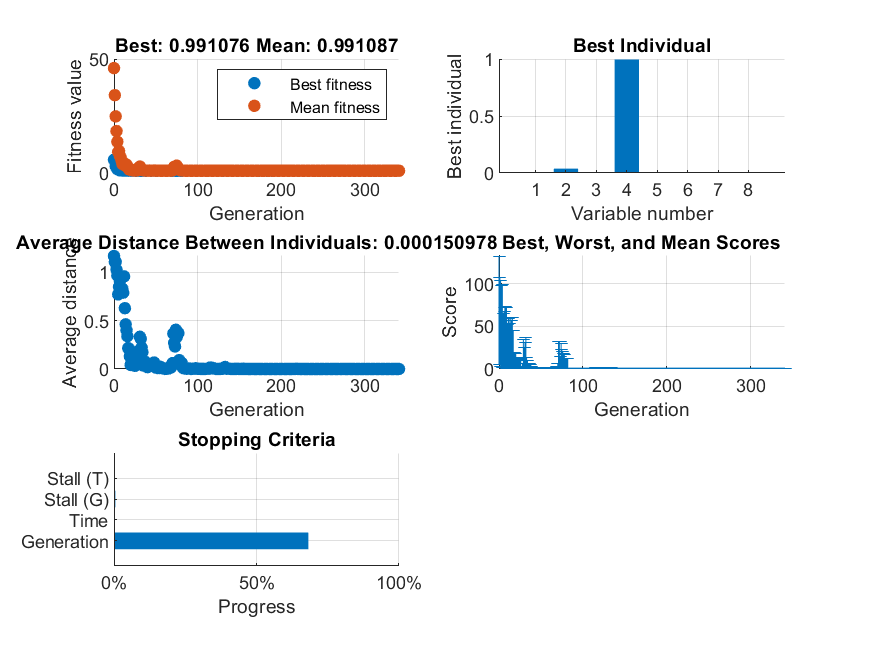 Best: 0.991076 Mean: 0.991087
Fitness value
50
0
Best fitness
Mean fitness
0 100 200 300
Generation
Best Individual
Best individual
1
0.5
0
1 2 3 4 5 6 7 8
Variable number
Average Distance Between Individuals: 0.000150978
Average distance
1
0.5
0
0 100 200 300
Generation
Best, Worst, and Mean Scores
Score
100
50
0
0 100 200 300
Generation
Stopping Criteria
Stall (T)
Stall (G)
Time
Generation
0% 50% 100%
Progress